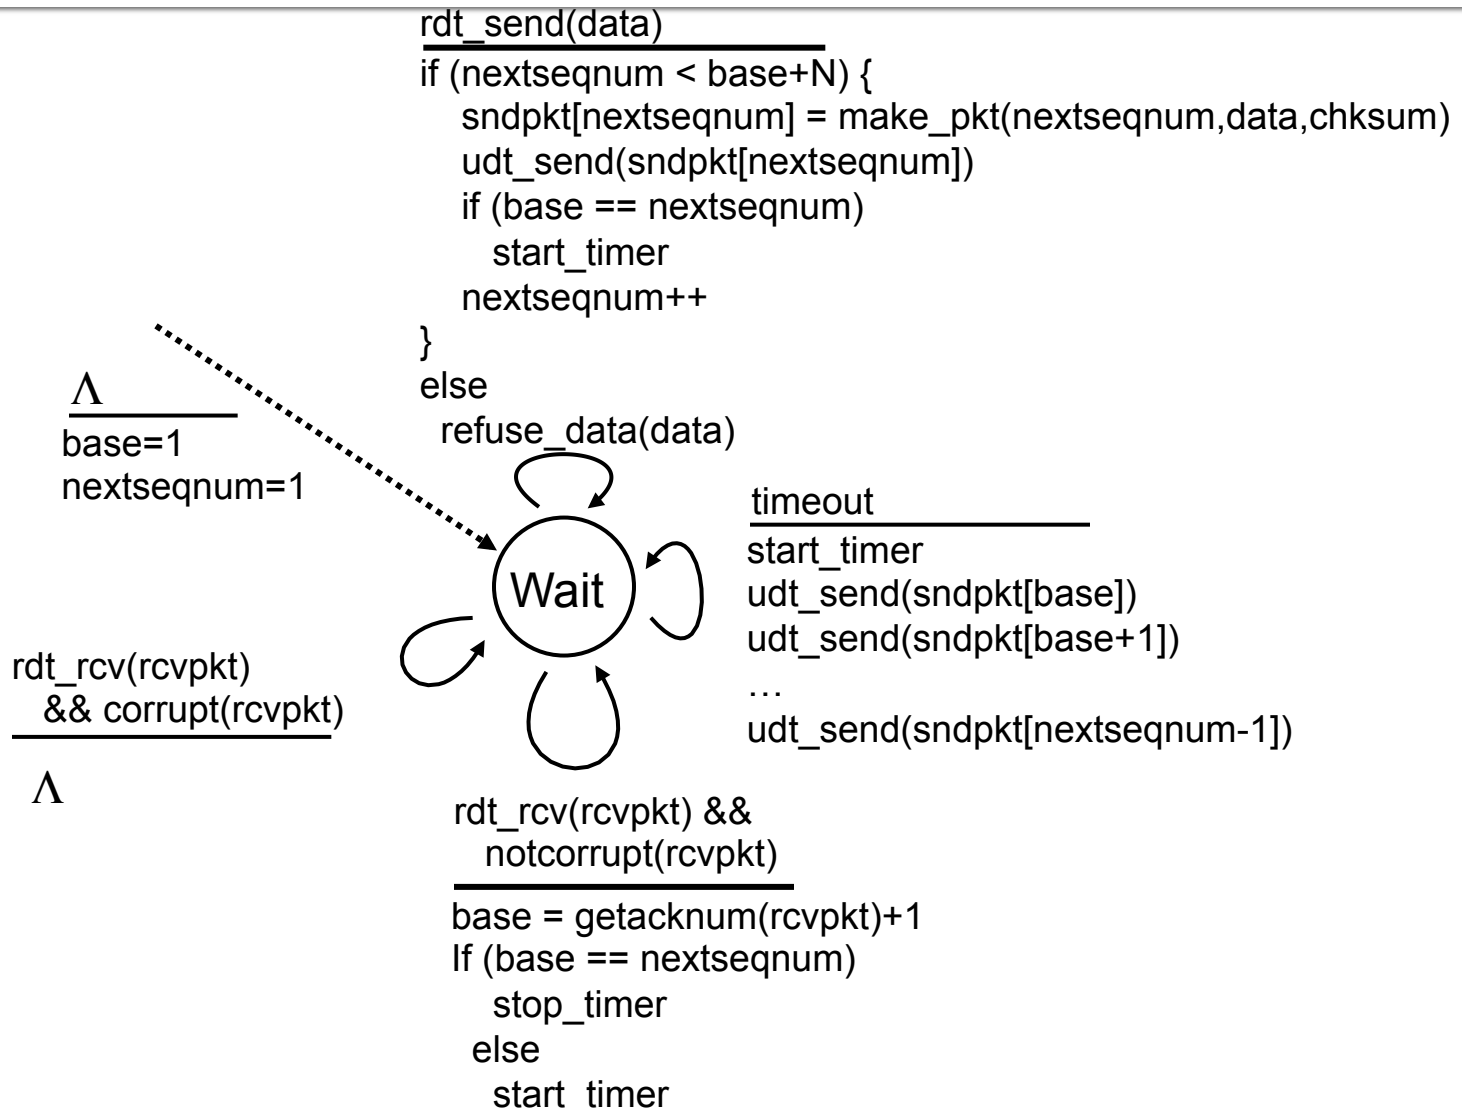 rdt_send(data)
if (nextseqnum < base+N) {
sndpkt[nextseqnum] = make_pkt(nextseqnum,data,chksum)
udt_send(sndpkt[nextseqnum])
if (base == nextseqnum)
start_timer
nextseqnum++
}
else
refuse_data(data)
Λ
base=1
nextseqnum=1
Wait
timeout
start_timer
udt_send(sndpkt[base])
udt_send(sndpkt[base+1])
…
udt_send(sndpkt[nextseqnum-1])
rdt_rcv(rcvpkt)
&& corrupt(rcvpkt)
Λ
rdt_rcv(rcvpkt) &&
notcorrupt(rcvpkt)
base = getacknum(rcvpkt)+1
If (base == nextseqnum)
stop_timer
else
start_timer